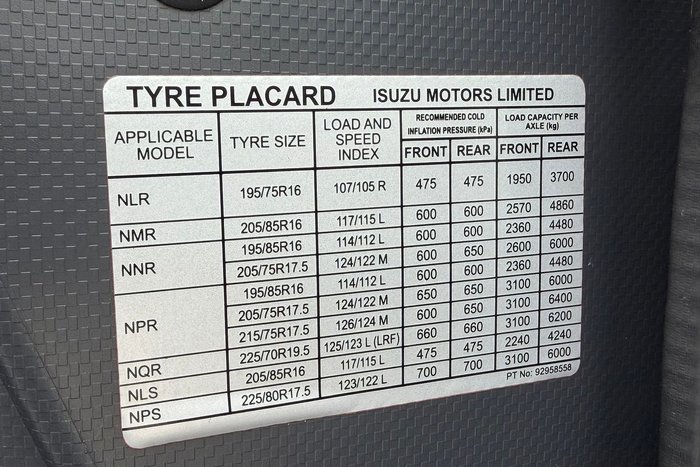 TYRE PLACARD ISUZU MOTORS LIMITED
APPLICABLE MODEL TYRE SIZE LOAD AND SPEED INDEX RECOMMENDED COLD INFLATION PRESSURE (kPa) LOAD CAPACITY PER AXLE (kg)
FRONT REAR FRONT REAR
NLR 195/75R16 107/105 R 475 475 1950 3700
NMR 205/85R16 117/115 L 600 600 2570 4860
NNR 195/85R16 114/112 L 600 600 2360 4480
205/75R17.5 124/122 M 600 650 2600 6000
NPR 195/85R16 114/112 L 600 600 2360 4480
205/75R17.5 124/122 M 650 650 3100 6000
215/75R17.5 126/124 M 650 650 3100 6400
NQR 225/70R19.5 125/123 L (LRF) 660 660 3100 6200
NLS 205/85R16 117/115 L 475 475 2240 4240
NPS 225/80R17.5 123/122 L 700 700 3100 6000
PT No: 92958558